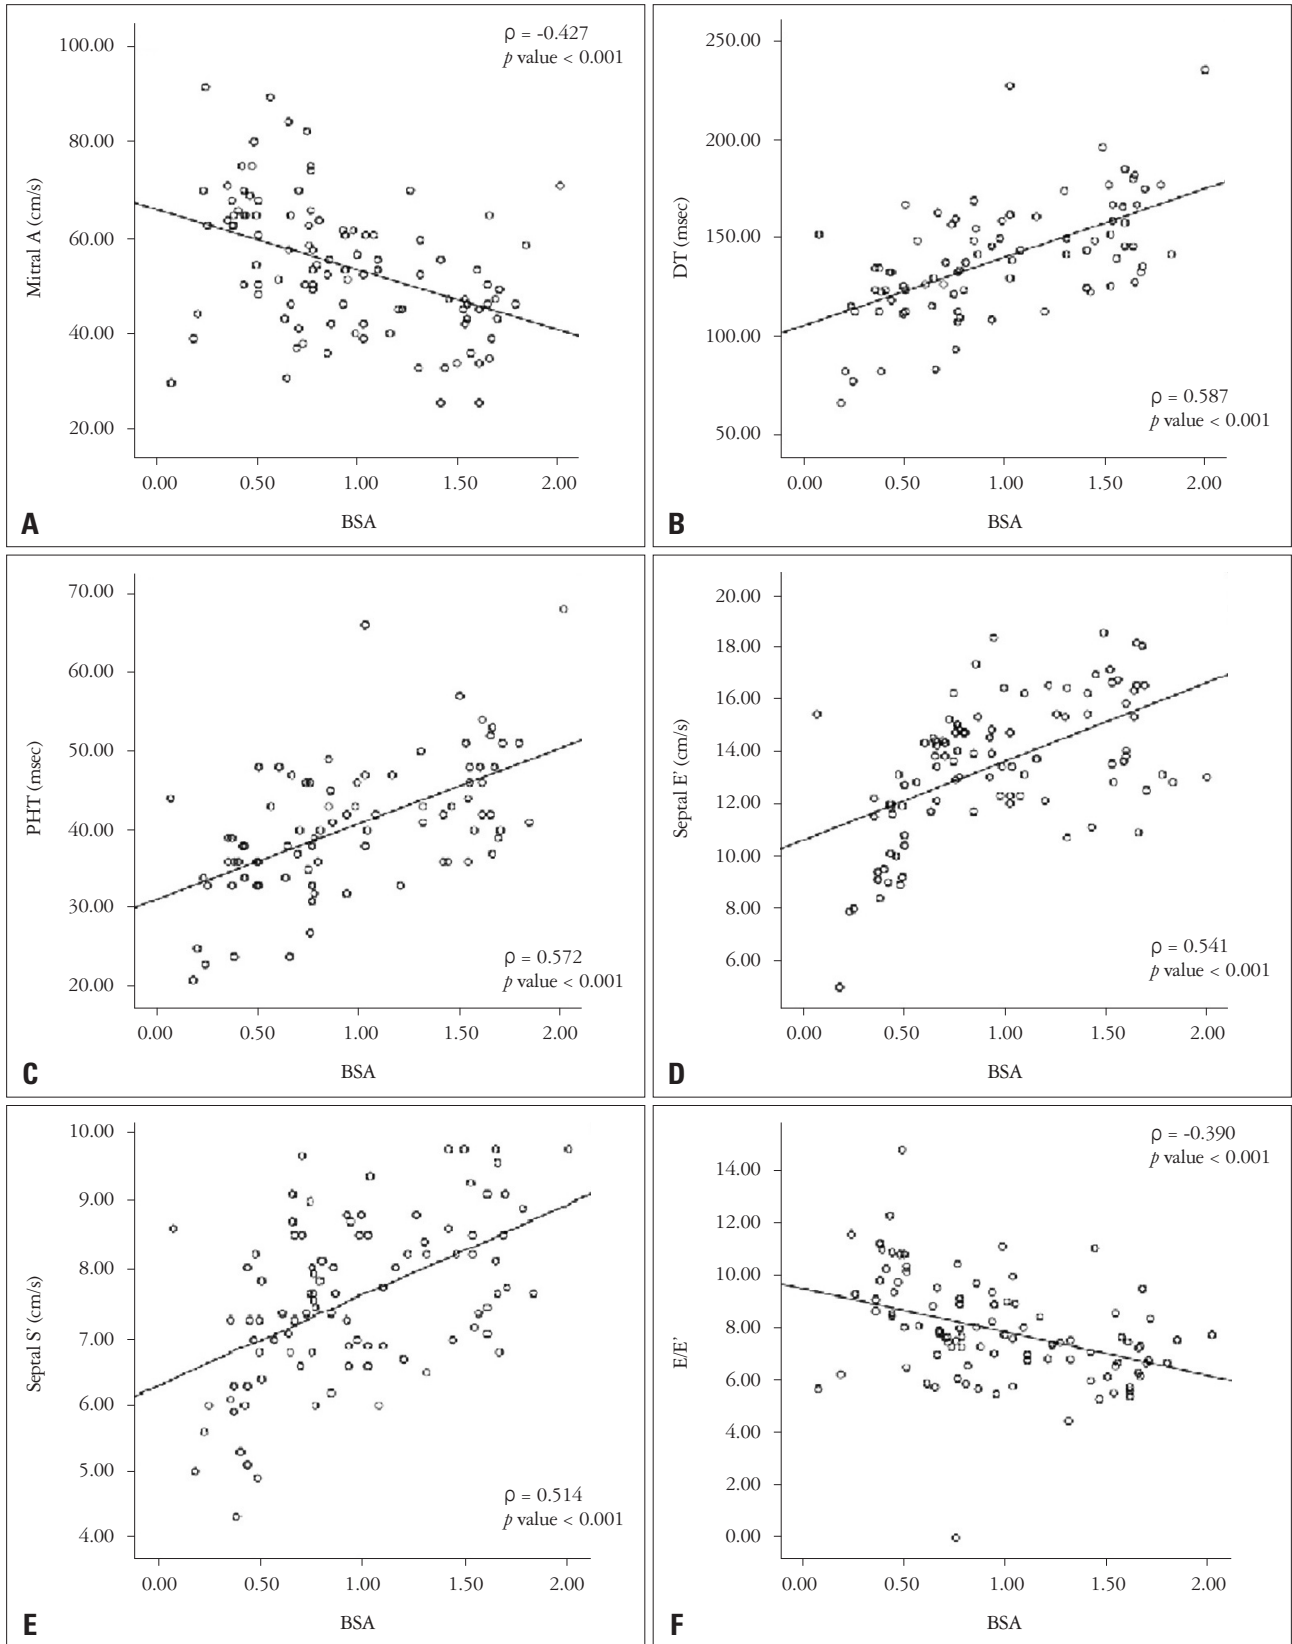 ρ = -0.427
p value < 0.001
100.00
80.00
60.00
40.00
20.00
Mitral A (cm/s)
0.00 0.50 1.00 1.50 2.00
BSA
A
250.00
200.00
150.00
100.00
50.00
DT (msec)
ρ = 0.587
p value < 0.001
0.00 0.50 1.00 1.50 2.00
BSA
B
70.00
60.00
50.00
40.00
30.00
20.00
PHT (msec)
ρ = 0.572
p value < 0.001
0.00 0.50 1.00 1.50 2.00
BSA
C
20.00
18.00
16.00
14.00
12.00
10.00
8.00
6.00
Septal E' (cm/s)
ρ = 0.541
p value < 0.001
0.00 0.50 1.00 1.50 2.00
BSA
D
10.00
9.00
8.00
7.00
6.00
5.00
4.00
Septal S' (cm/s)
ρ = 0.514
p value < 0.001
0.00 0.50 1.00 1.50 2.00
BSA
E
ρ = -0.390
p value < 0.001
14.00
12.00
10.00
8.00
6.00
4.00
2.00
0.00
E/E'
0.00 0.50 1.00 1.50 2.00
BSA
F